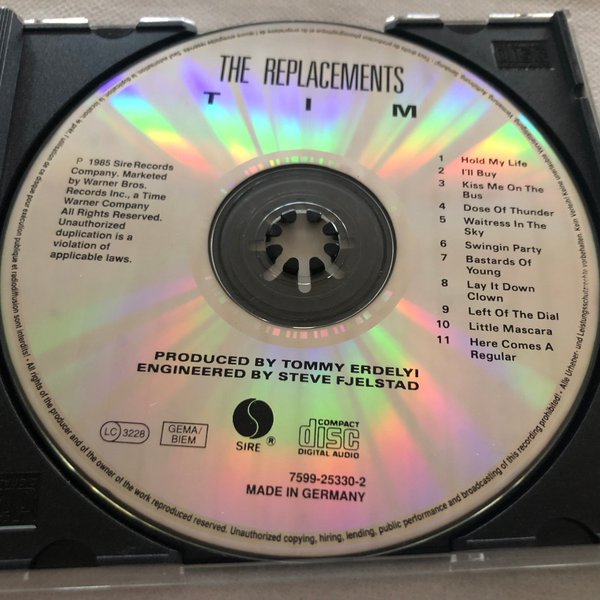 THE REPLACEMENTS
TIM
℗ 1985 Sire Records
Company. Marketed
by Warner Bros.
Records Inc., a Time
Warner Company
All Rights Reserved.
Unauthorized
duplication is a
violation of
applicable laws.
1 Hold My Life
2 I'll Buy
3 Kiss Me On The
Bus
4 Dose Of Thunder
5 Waitress In The
Sky
6 Swingin Party
7 Bastards Of
Young
8 Lay It Down
Clown
9 Left Of The Dial
10 Little Mascara
11 Here Comes A
Regular
PRODUCED BY TOMMY ERDELYI
ENGINEERED BY STEVE FJELSTAD
LC 3228
GEMA/
BIEM
S
SIRE ®
COMPACT
disc
DIGITAL AUDIO
7599-25330-2
MADE IN GERMANY
All rights of the producer and of the owner of the work reproduced reserved. Unauthorized copying, hiring, lending, public performance and broadcasting of this recording prohibited!